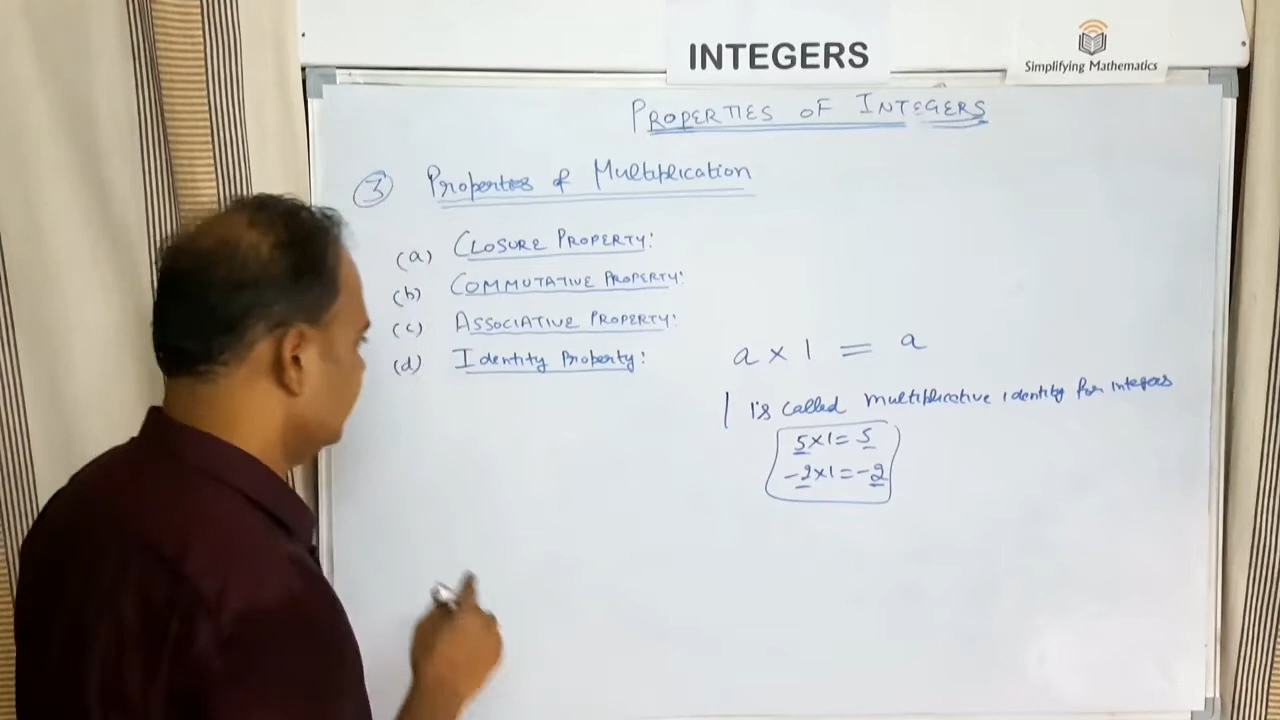 INTEGERS
Simplifying Mathematics
PROPERTIES OF INTEGERS
③ Properties of Multiplication
(a) CLOSURE PROPERTY:
(b) COMMUTATIVE PROPERTY:
(c) ASSOCIATIVE PROPERTY:
(d) Identity Property:
a × 1 = a
1 is called multiplicative identity for integers
5×1=5
-2×1=-2